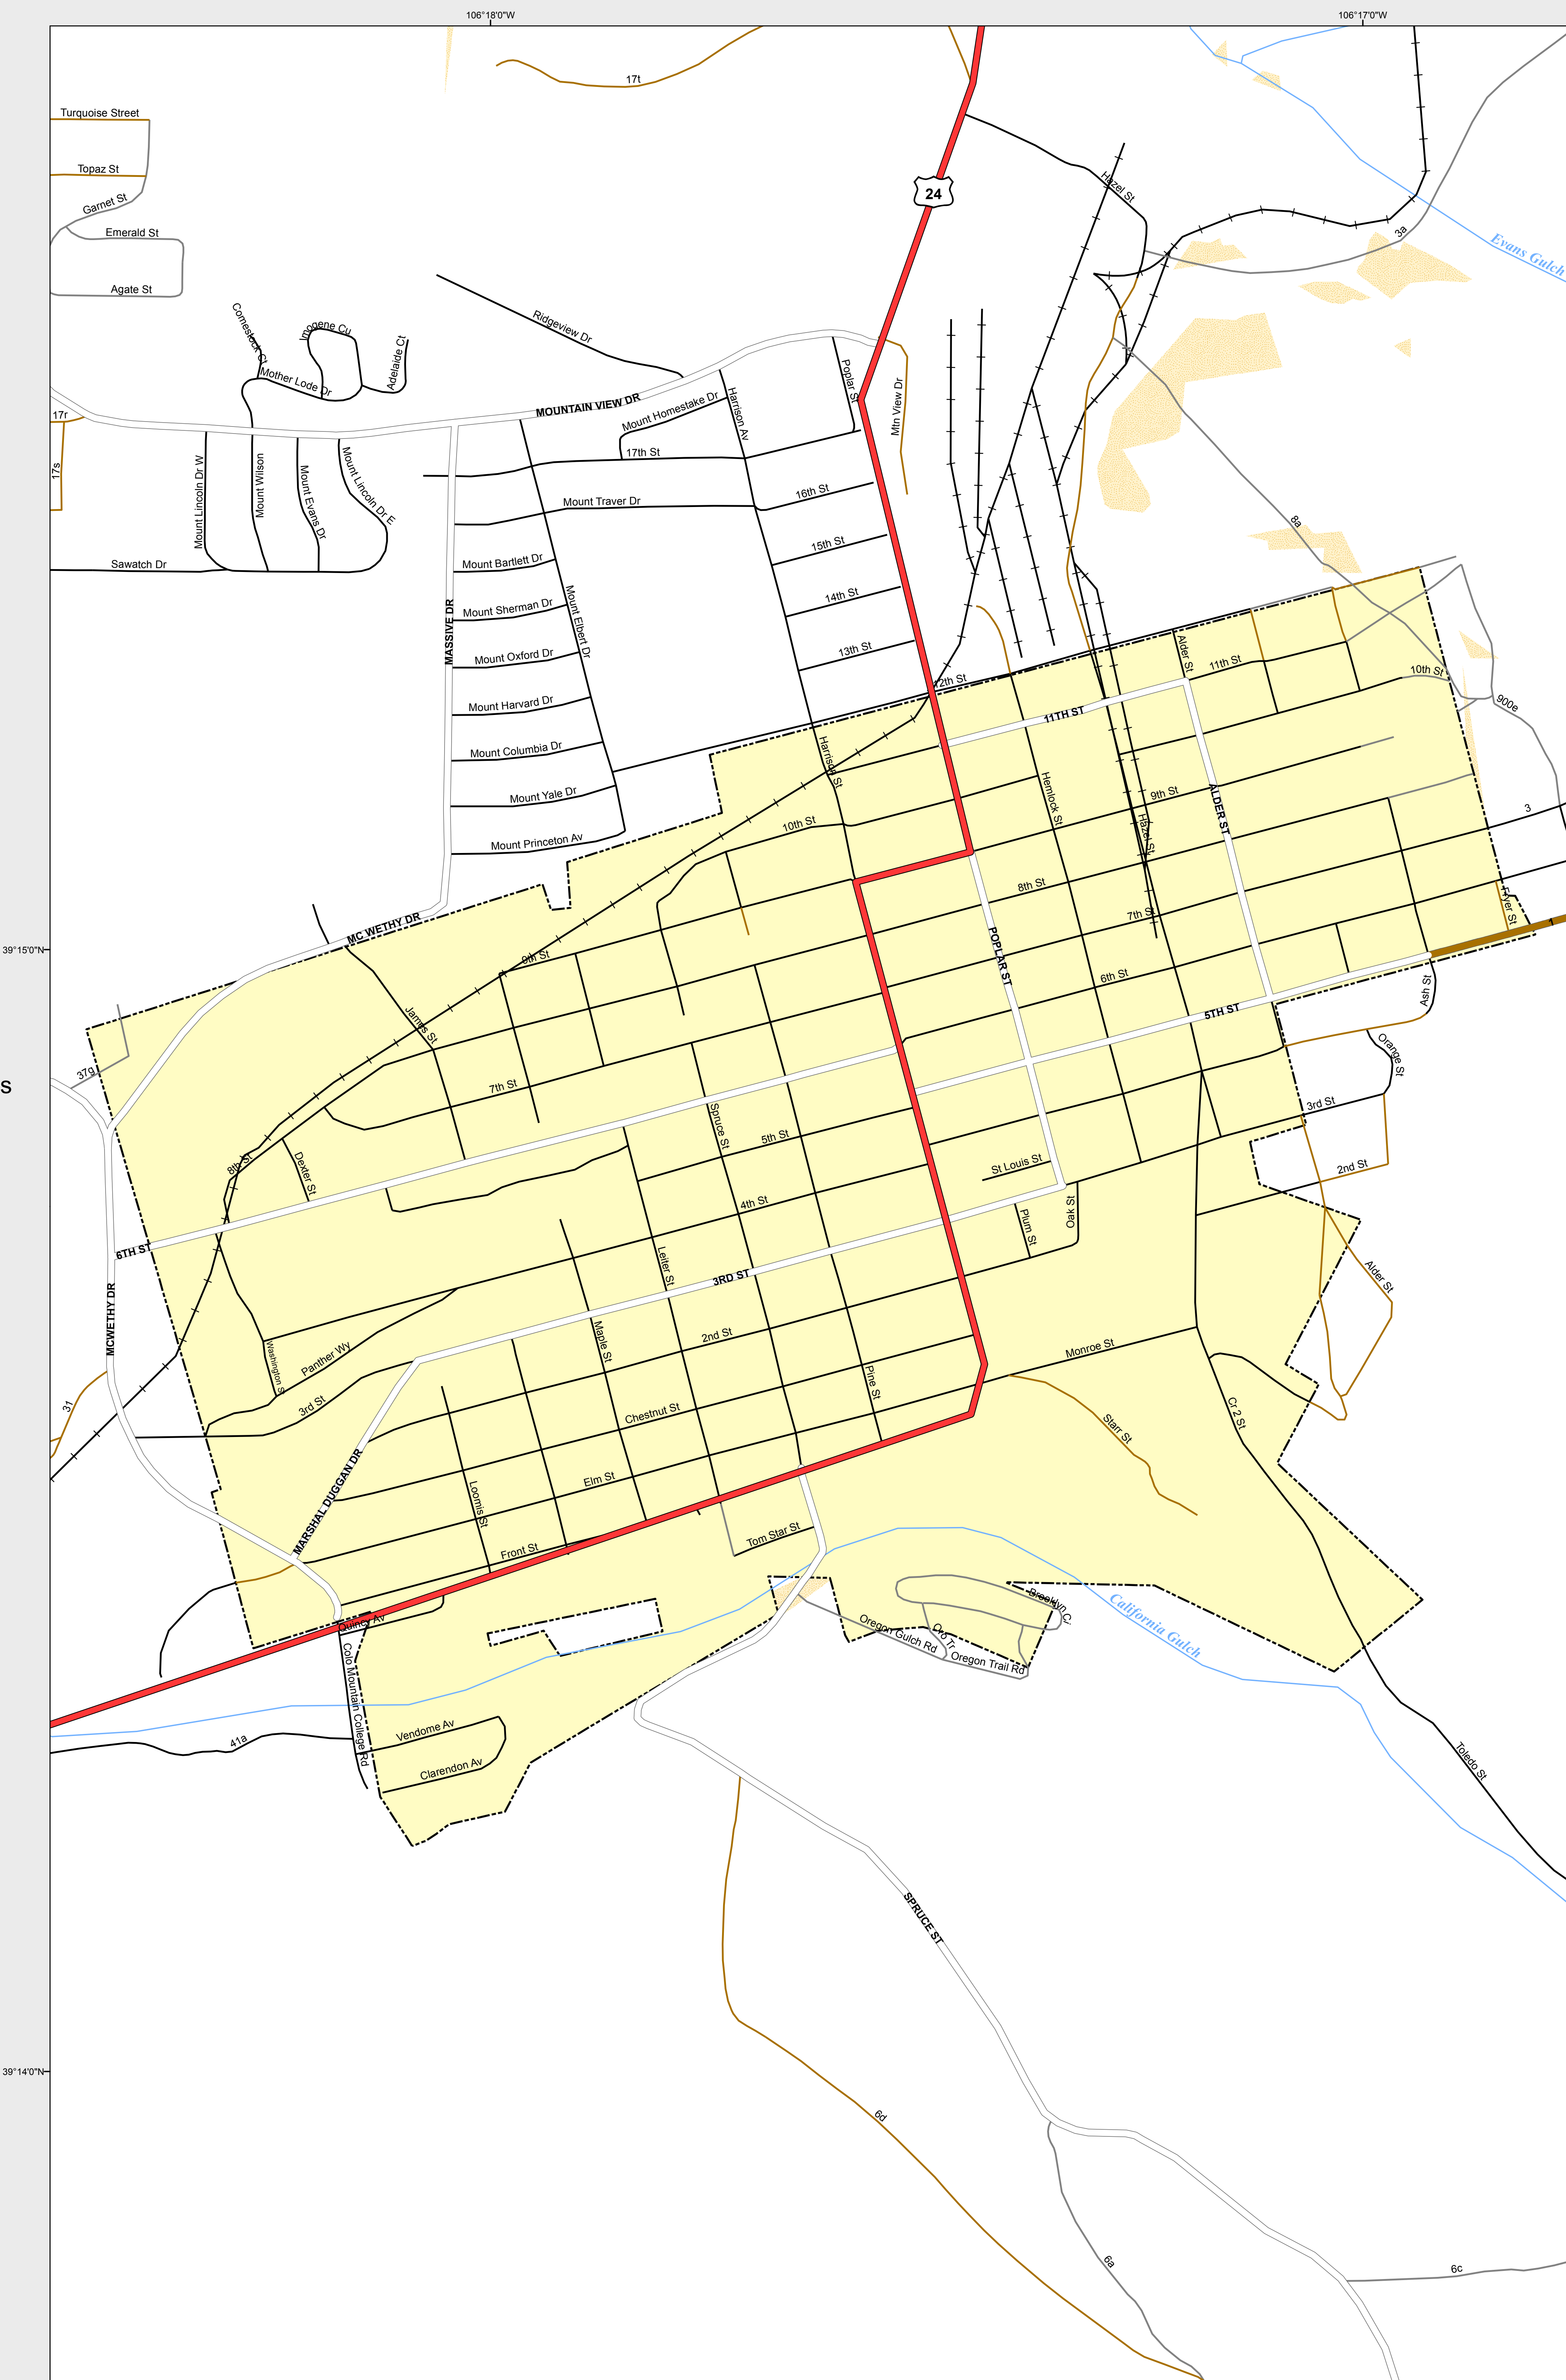 106°18'0"W
106°17'0"W
17t
Turquoise Street
Topaz St
Garnet St
Emerald St
Agate St
24
Hazel St
3a
Evans Gulch
Comestock Ct
Imogene Cu
Adelaide Ct
Mother Lode Dr
Ridgeview Dr
MOUNTAIN VIEW DR
Poplar St
Mtn View Dr
Harrison Av
Mount Homestake Dr
17r
17s
17th St
Mount Lincoln Dr W
Mount Wilson
Mount Evans Dr
Mount Lincoln Dr E
Mount Traver Dr
16th St
15th St
14th St
13th St
12th St
8a
Sawatch Dr
Mount Bartlett Dr
Mount Sherman Dr
Mount Elbert Dr
MASSIVE DR
Mount Oxford Dr
Mount Harvard Dr
Mount Columbia Dr
Mount Yale Dr
Mount Princeton Av
Alder St
11th St
10th St
900e
11TH ST
Harrison St
Hemlock St
Hazel St
9th St
ALDER ST
3
10th St
8th St
7th St
Fryer St
1
MC WETHY DR
39°15'0"N
9th St
POPLAR ST
6th St
Ash St
5TH ST
James St
Orange St
37g
S
7th St
Spruce St
5th St
3rd St
8th St
Dexter St
St Louis St
2nd St
4th St
Oak St
Plum St
6TH ST
Leiter St
3RD ST
Alder St
MCWETHY DR
Maple St
2nd St
Monroe St
Washington S
Panther Wy
Pine St
31
3rd St
Chestnut St
Starr St
Cr 2 St
MARSHAL DUGGAN DR
Loomis St
Elm St
Front St
Tom Star St
Brooklyn Ci
California Gulch
Quincy Av
Oregon Gulch Rd
Oro Tr
Oregon Trail Rd
Colo Mountain College Rd
41a
Vendome Av
Clarendon Av
Toledo St
SPRUCE ST
39°14'0"N
6d
6a
6c